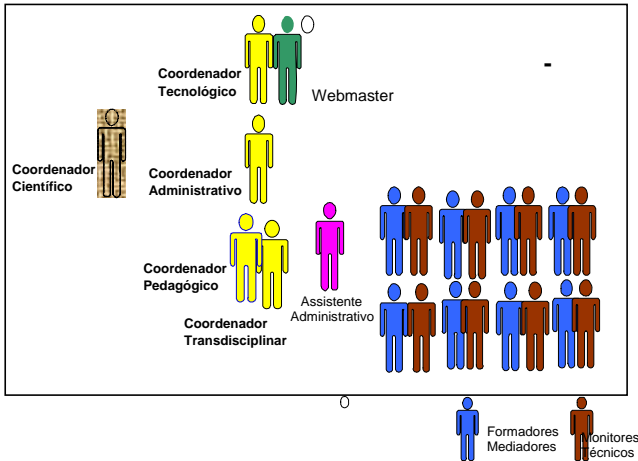 Coordenador
Tecnológico
Webmaster
-
Coordenador
Científico
Coordenador
Administrativo
Coordenador
Pedagógico
Assistente
Administrativo
Coordenador
Transdisciplinar
Formadores
Mediadores
Monitores
Técnicos